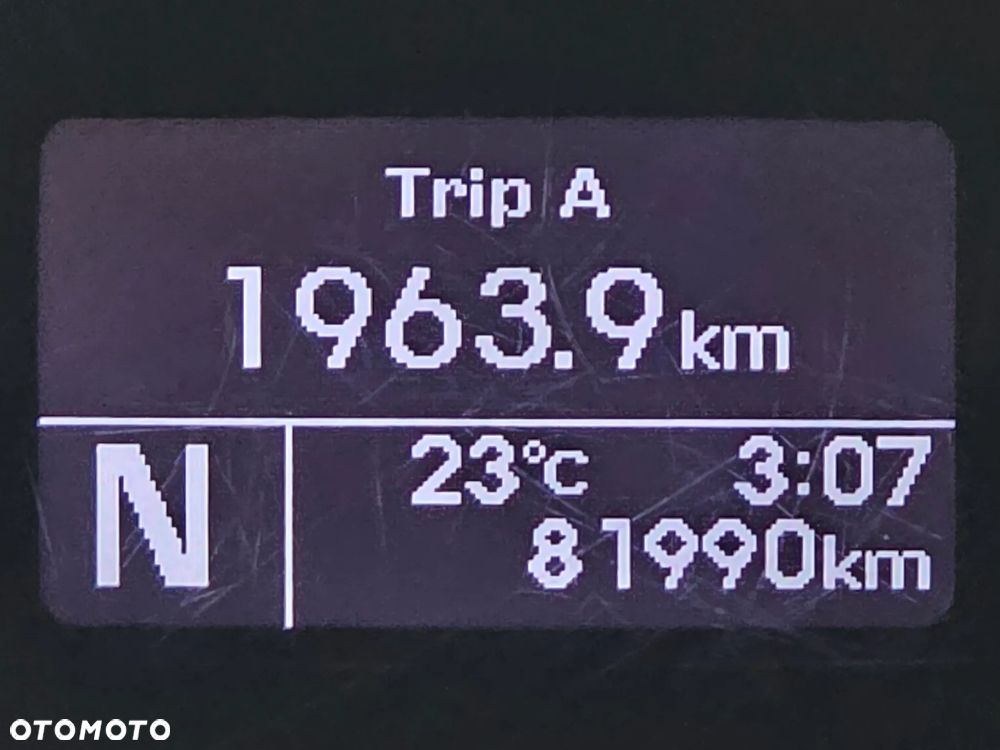 Trip A
1963.9km
N
23°C 3:07
81990km
OTOMOTO